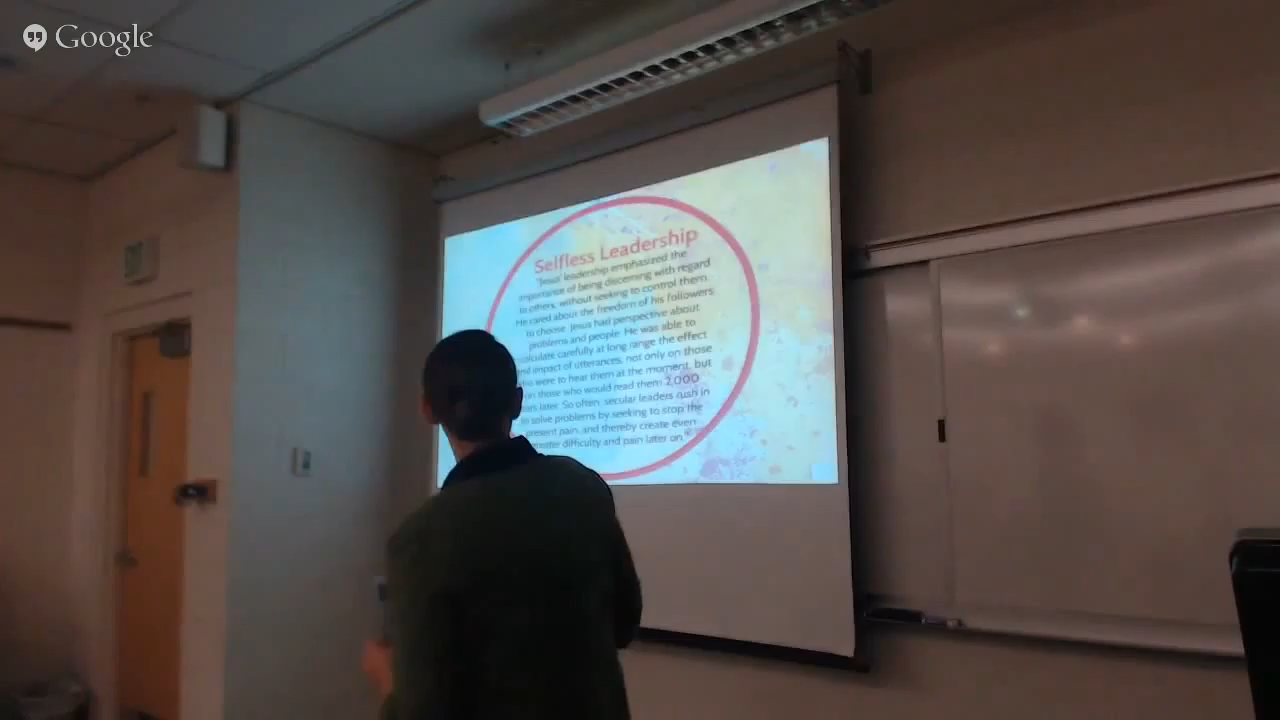 Google
Selfless Leadership
"Jesus' leadership emphasized the
importance of being discerning with regard
to others, without seeking to control them.
He cared about the freedom of his followers
to choose. Jesus had perspective about
problems and people. He was able to
calculate carefully at long range the effect
and impact of utterances, not only on those
who were to hear them at the moment, but
on those who would read them 2,000
years later. So often, secular leaders rush in
to solve problems by seeking to stop the
present pain, and thereby create even
greater difficulty and pain later on."